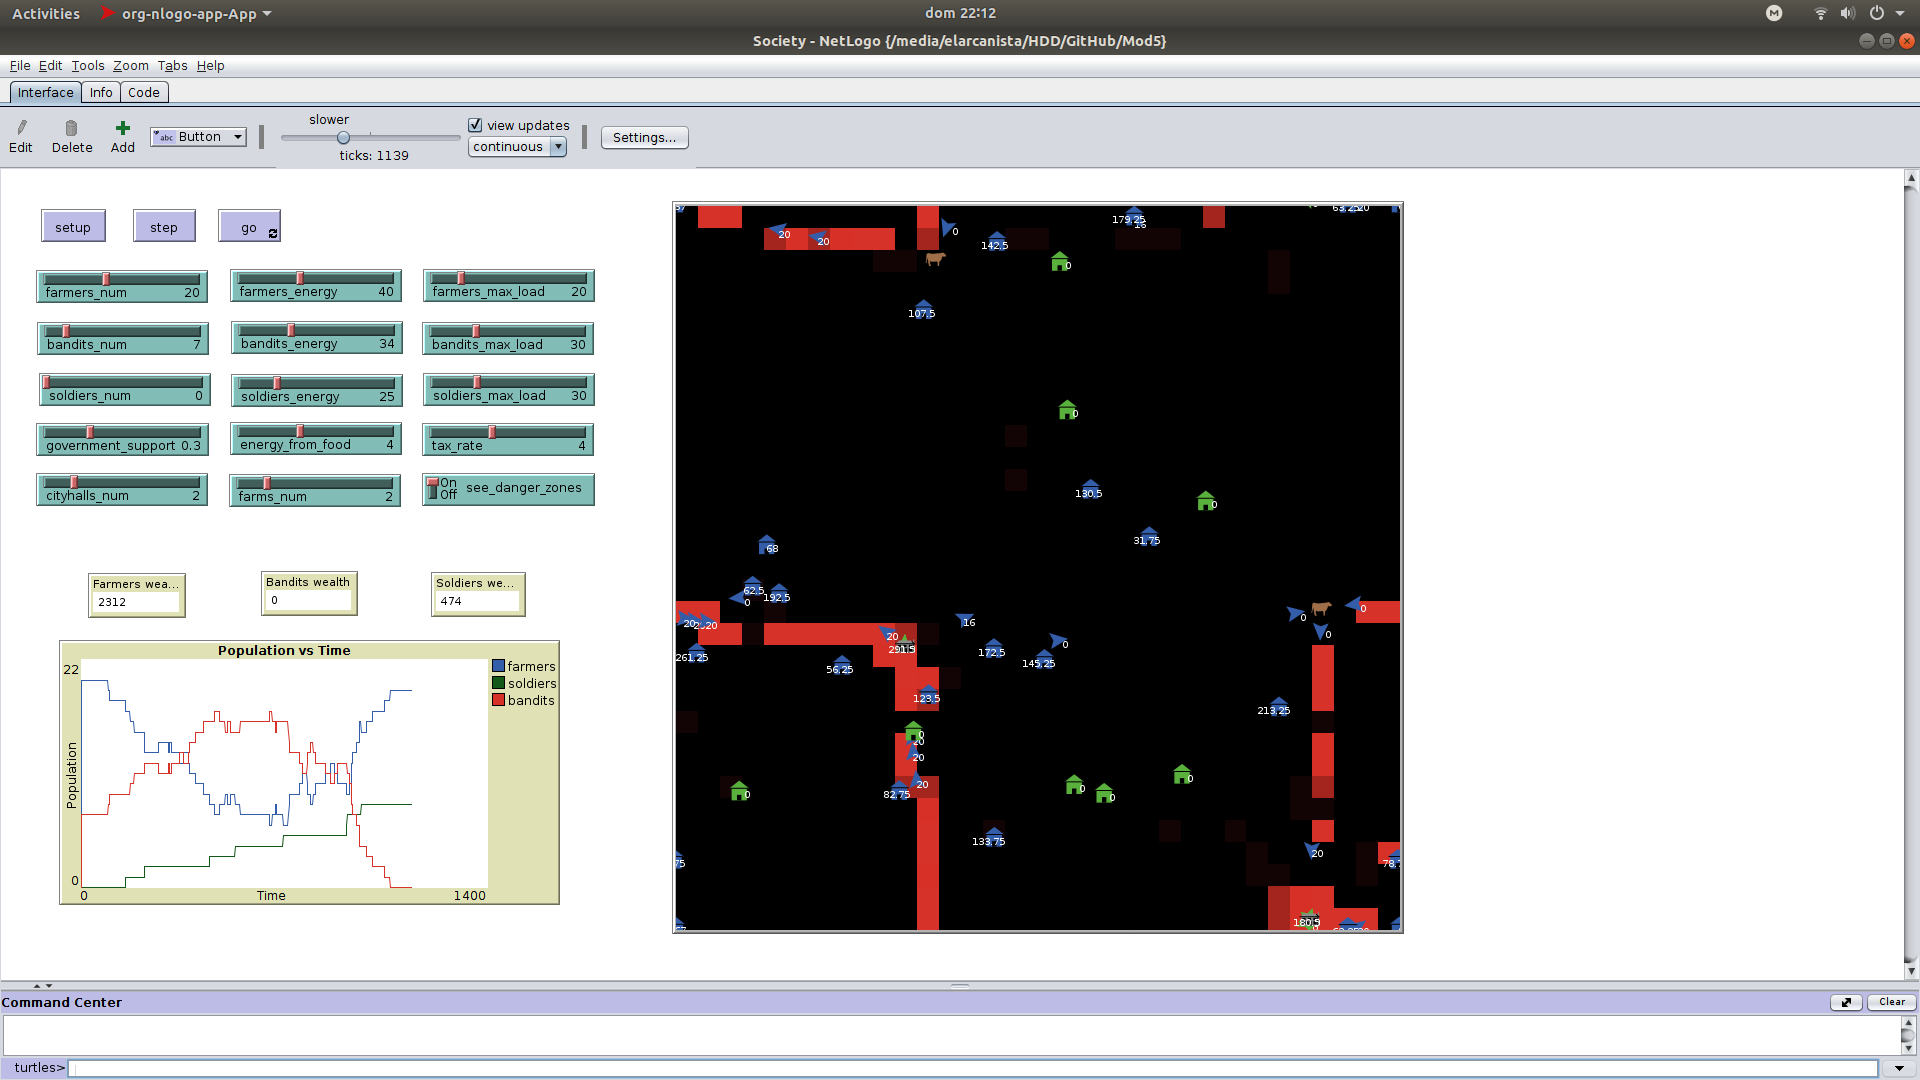 Activities
org-nlogo-app-App
dom 22:12
Society - NetLogo {/media/elarcanista/HDD/GitHub/Mod5}
File Edit Tools Zoom Tabs Help
Interface Info Code
Edit Delete Add
abc Button
slower
ticks: 1139
view updates
continuous
Settings...
setup step go
farmers_num 20
farmers_energy 40
farmers_max_load 20
bandits_num 7
bandits_energy 34
bandits_max_load 30
soldiers_num 0
soldiers_energy 25
soldiers_max_load 30
government_support 0.3
energy_from_food 4
tax_rate 4
cityhalls_num 2
farms_num 2
On
Off
see_danger_zones
Farmers wea...
2312
Bandits wealth
0
Soldiers we...
474
Population vs Time
22
0
Population
0
Time
1400
farmers
soldiers
bandits
20
20
0
142,5
179,25
16
0
107,5
0
130,5
0
31,75
68
62,5
0
192,5
0
0
0
20
16
20
291,5
172,5
0
145,25
261,25
56,25
123,5
213,25
0
20
20
20
82,75
0
0
0
0
133,75
20
75
180,5
Command Center
Clear
turtles>